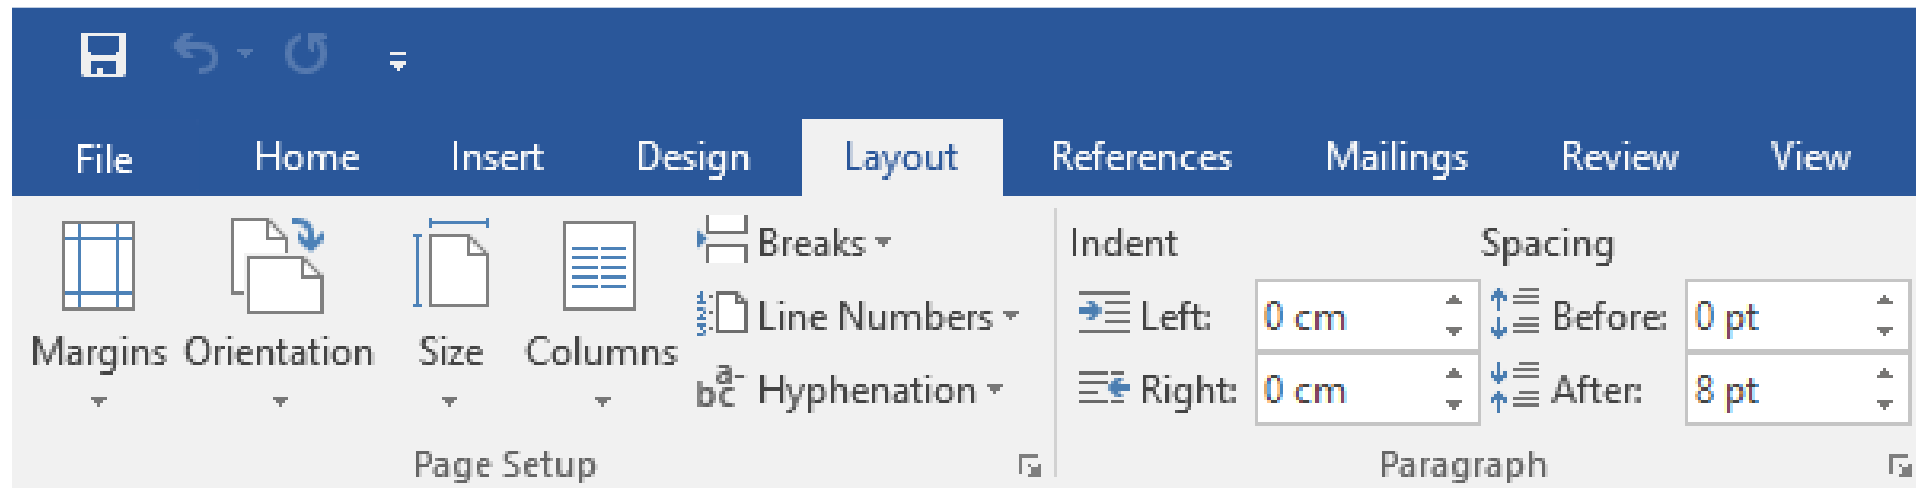 File Home Insert Design Layout References Mailings Review View
Margins Orientation Size Columns
Breaks
Line Numbers
Hyphenation
Page Setup
Indent Spacing
Left: 0 cm Before: 0 pt
Right: 0 cm After: 8 pt
Paragraph